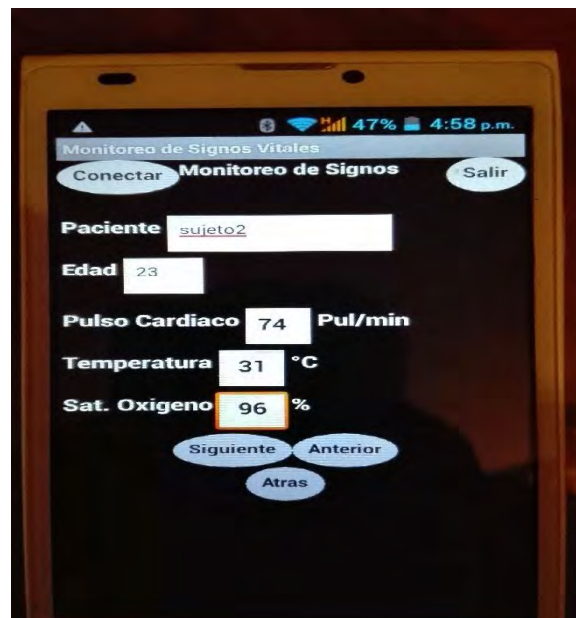 47% 4:58 p.m.
Monitoreo de Signos Vitales
Conectar Monitoreo de Signos Salir
Paciente sujeto2
Edad 23
Pulso Cardiaco 74 Pul/min
Temperatura 31 °C
Sat. Oxigeno 96 %
Siguiente Anterior
Atras